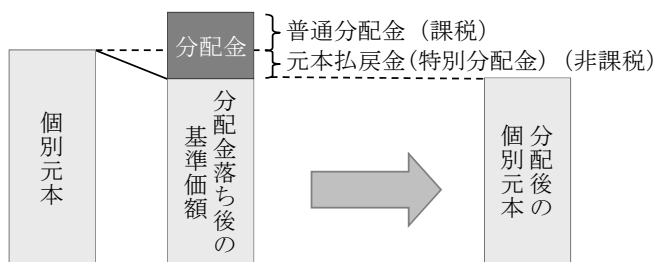 普通分配金（課税）
分配金
元本払戻金（特別分配金）（非課税）
個別元本
分配金落ち後の
基準価額
分配後の
個別元本